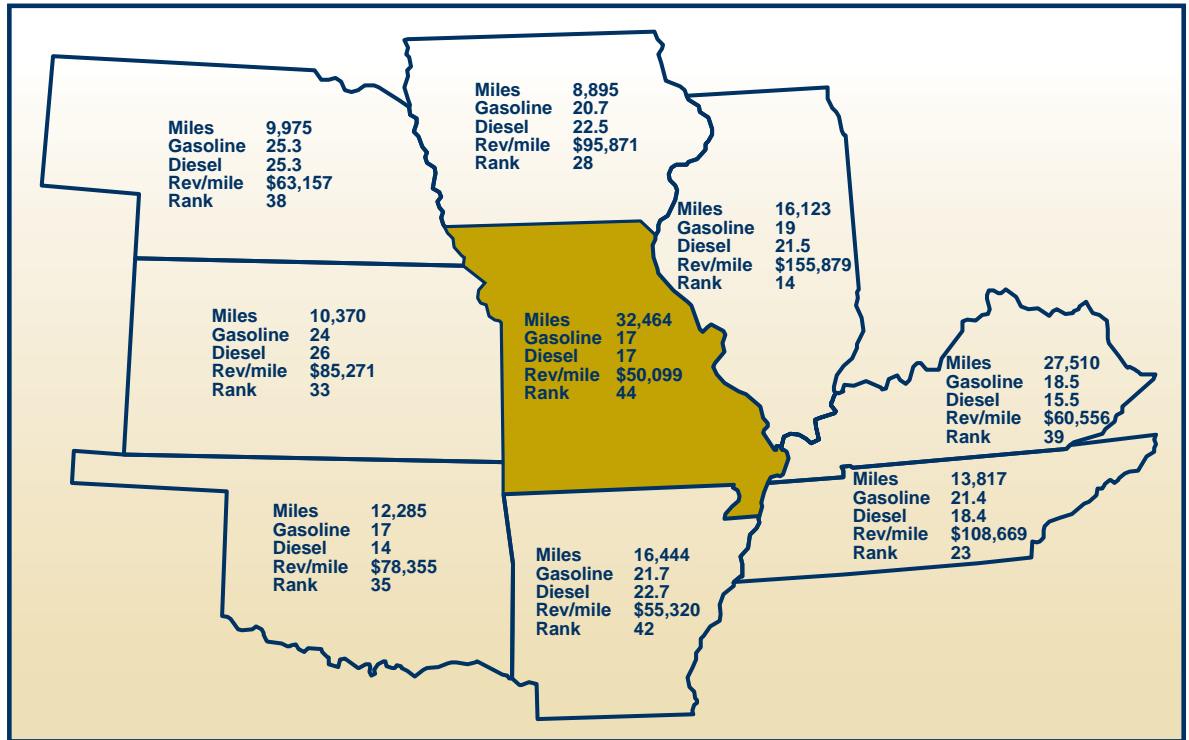 Miles 8,895
Gasoline 20.7
Diesel 22.5
Rev/mile $95,871
Rank 28
Miles 9,975
Gasoline 25.3
Diesel 25.3
Rev/mile $63,157
Rank 38
Miles 16,123
Gasoline 19
Diesel 21.5
Rev/mile $155,879
Rank 14
Miles 10,370
Gasoline 24
Diesel 26
Rev/mile $85,271
Rank 33
Miles 32,464
Gasoline 17
Diesel 17
Rev/mile $50,099
Rank 44
Miles 27,510
Gasoline 18.5
Diesel 15.5
Rev/mile $60,556
Rank 39
Miles 13,817
Gasoline 21.4
Diesel 18.4
Rev/mile $108,669
Rank 23
Miles 12,285
Gasoline 17
Diesel 14
Rev/mile $78,355
Rank 35
Miles 16,444
Gasoline 21.7
Diesel 22.7
Rev/mile $55,320
Rank 42